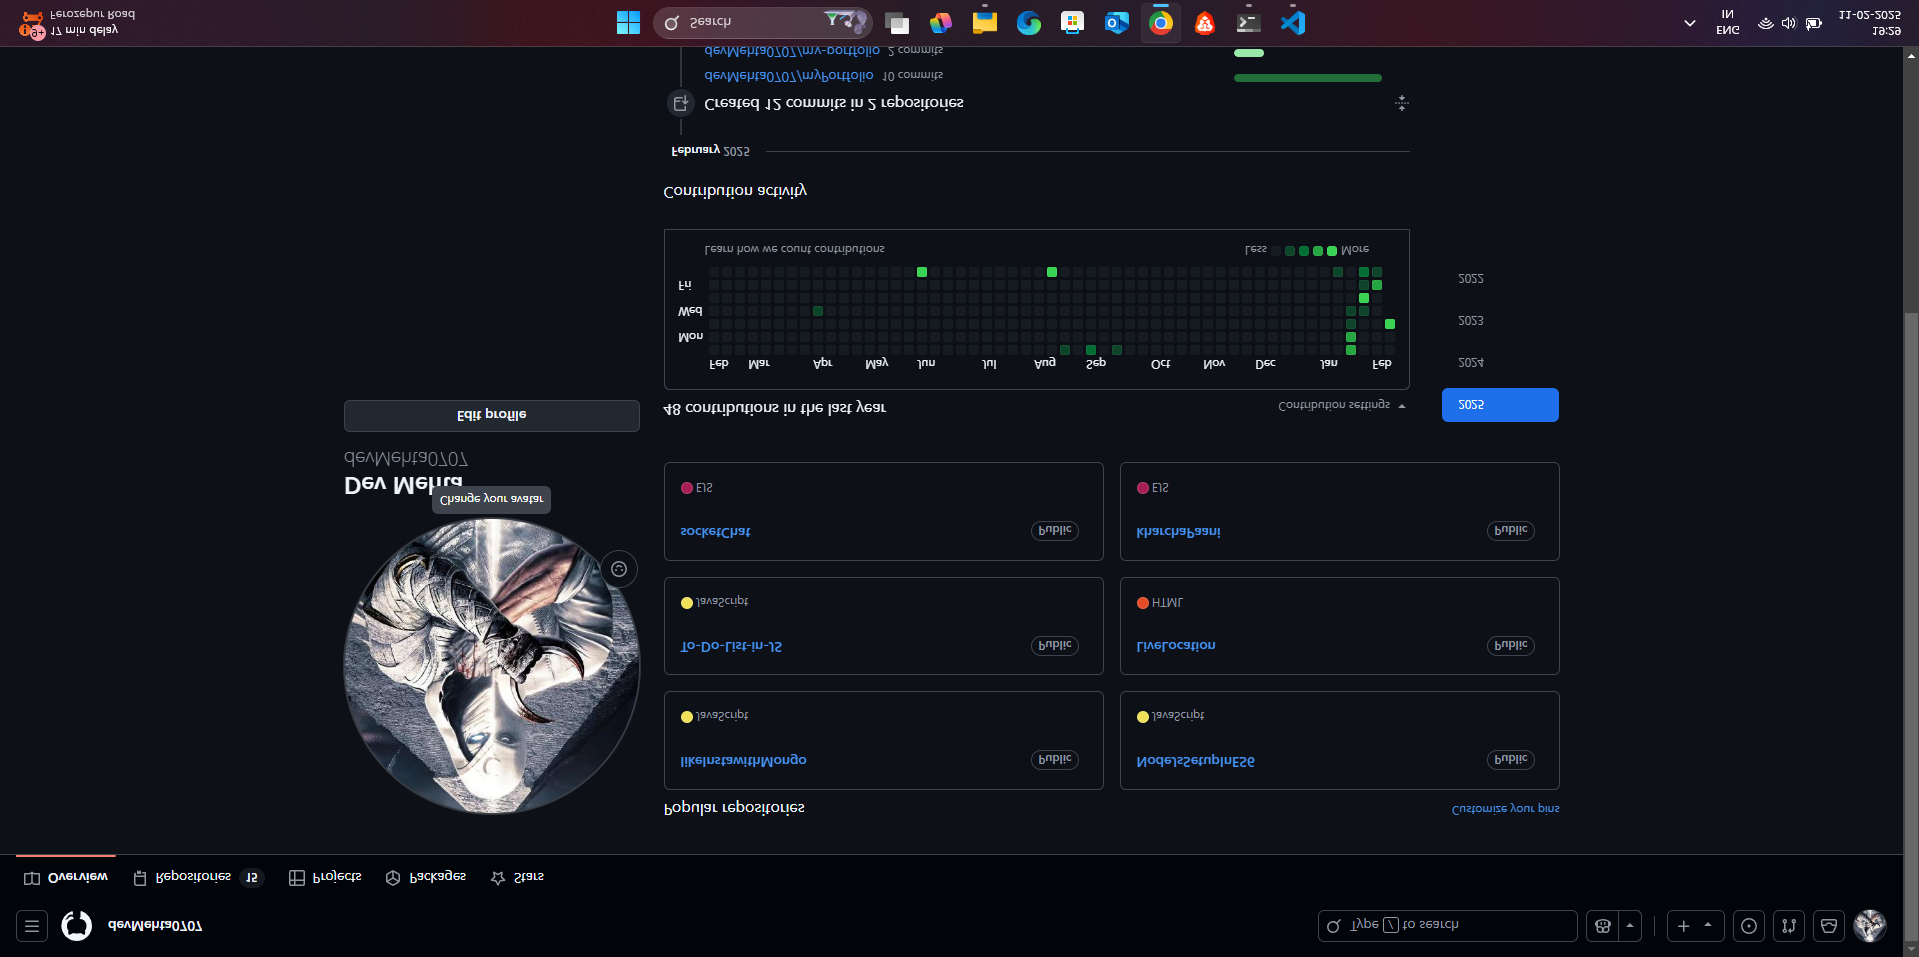 devMehta0707
Type / to search
Overview
Repositories 15
Projects
Packages
Stars
Popular repositories
Customize your pins
likeInstawithMongo
Public
JavaScript
NodeJsSetupInES6
Public
JavaScript
To-Do-List-in-JS
Public
JavaScript
LiveLocation
Public
HTML
socketChat
Public
EJS
kharchaPaani
Public
EJS
Change your avatar
Dev Mehta
devMehta0707
Edit profile
48 contributions in the last year
Contribution settings
2025
2024
2023
2022
Feb Mar Apr May Jun Jul Aug Sep Oct Nov Dec Jan Feb
Mon
Wed
Fri
Learn how we count contributions
Less
More
Contribution activity
February 2025
Created 12 commits in 2 repositories
devMehta0707/myPortfolio 10 commits
devMehta0707/my-portfolio 2 commits
9+
17 min delay
Ferozepur Road
Search
ENG
IN
19:29
11-02-2025